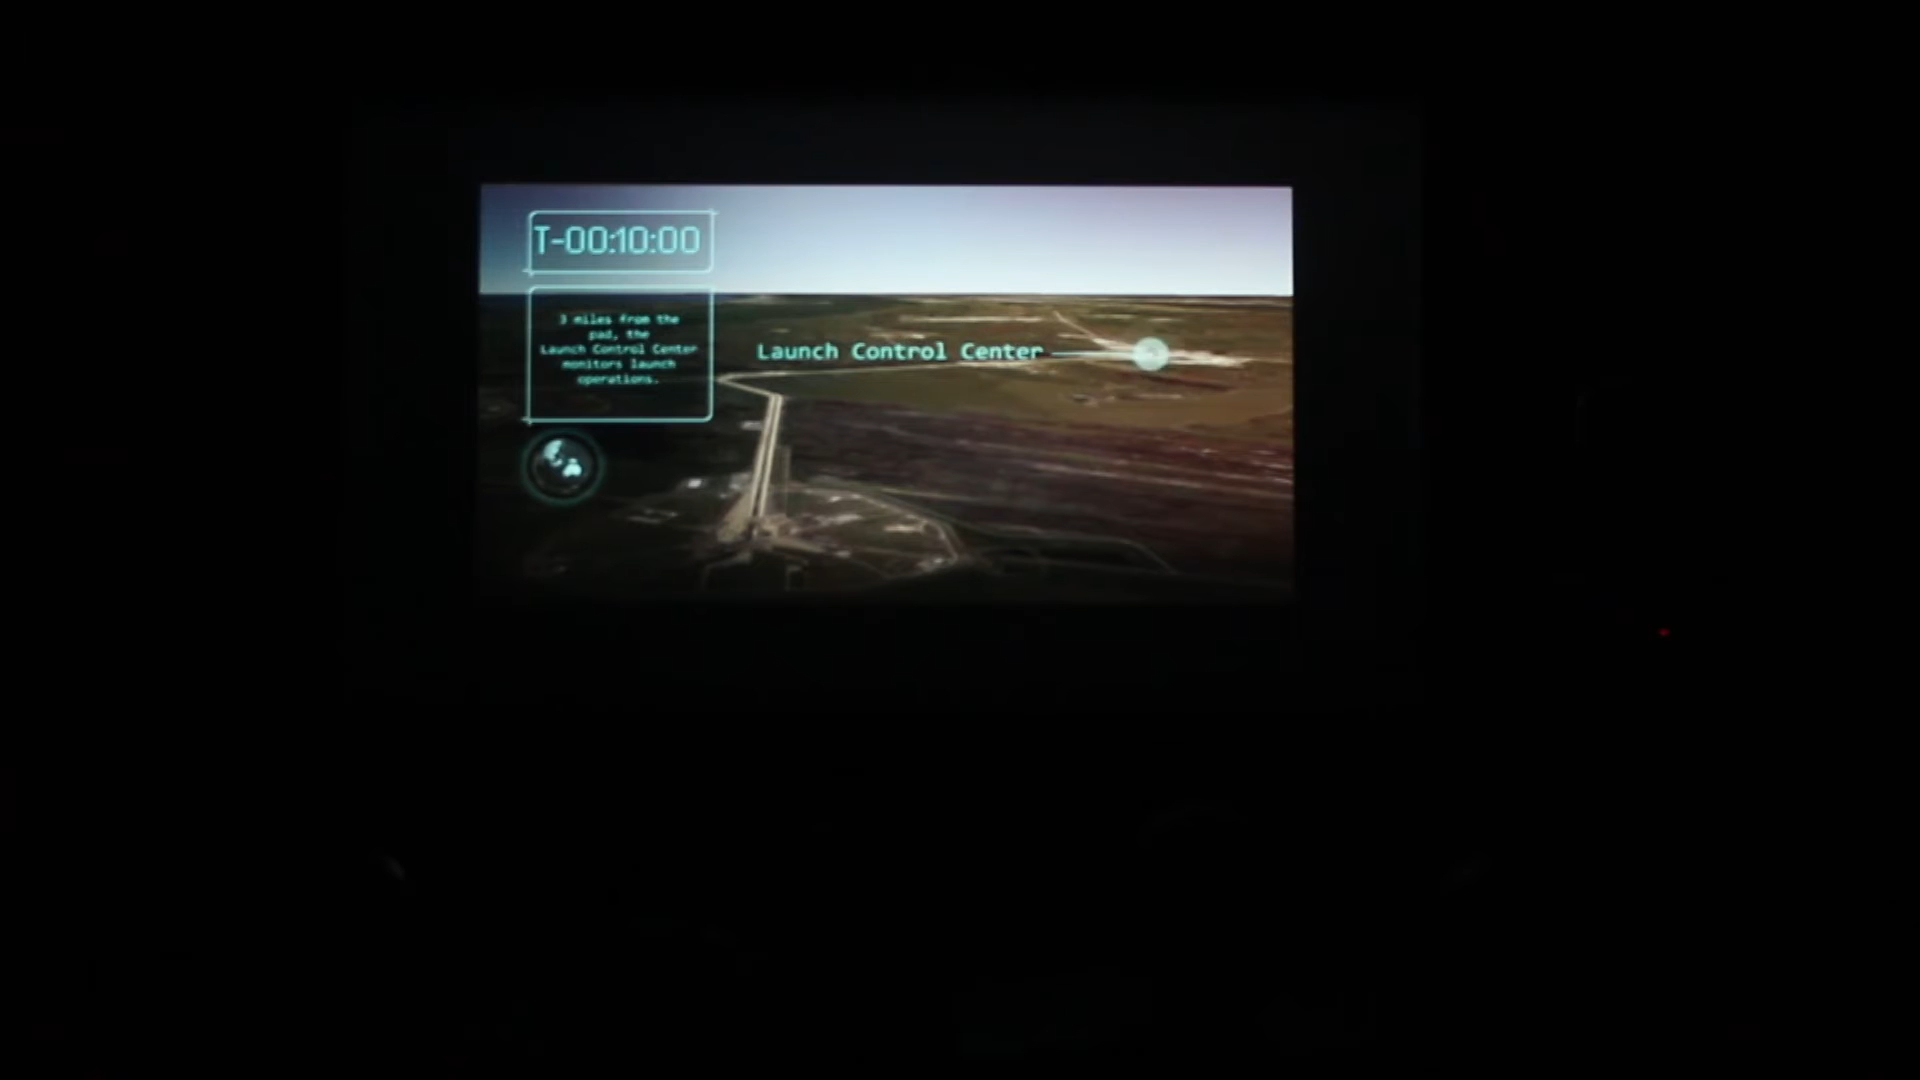 T-00:10:00
3 miles from the
pad, the
Launch Control Center
monitors launch
operations.
Launch Control Center